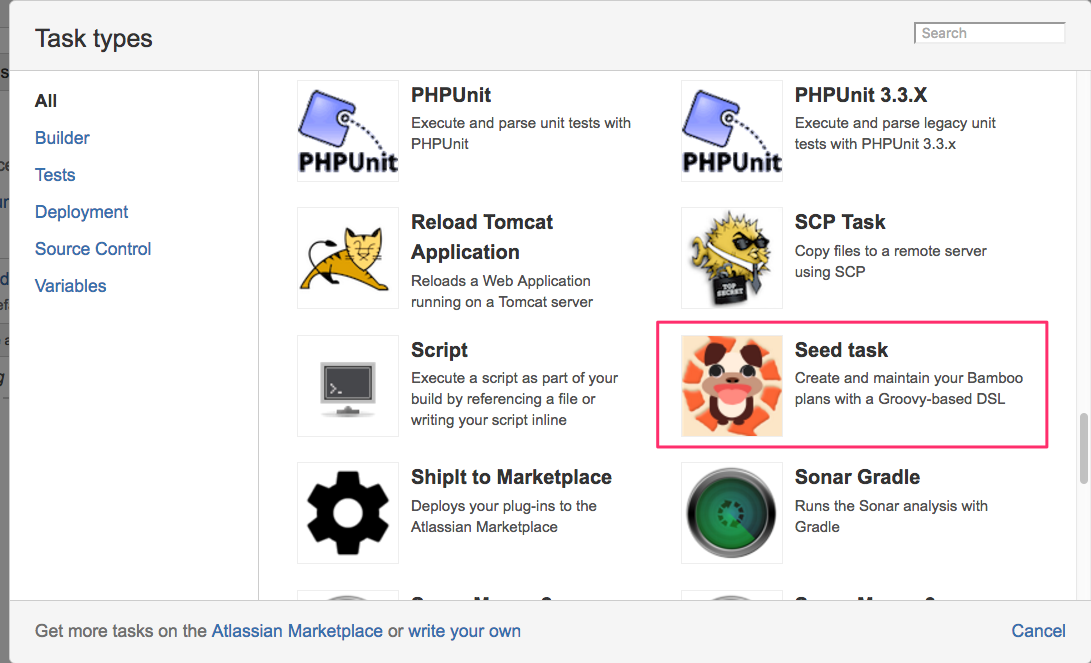 Task types
Search
All
Builder
Tests
Deployment
Source Control
Variables
PHPUnit
PHPUnit
Execute and parse unit tests with
PHPUnit
PHPUnit
PHPUnit 3.3.X
Execute and parse legacy unit
tests with PHPUnit 3.3.x
Reload Tomcat
Application
Reloads a Web Application
running on a Tomcat server
TOP
SECRET
SCP Task
Copy files to a remote server
using SCP
Script
Execute a script as part of your
build by referencing a file or
writing your script inline
Seed task
Create and maintain your Bamboo
plans with a Groovy-based DSL
ShipIt to Marketplace
Deploys your plug-ins to the
Atlassian Marketplace
Sonar Gradle
Runs the Sonar analysis with
Gradle
Get more tasks on the Atlassian Marketplace or write your own
Cancel